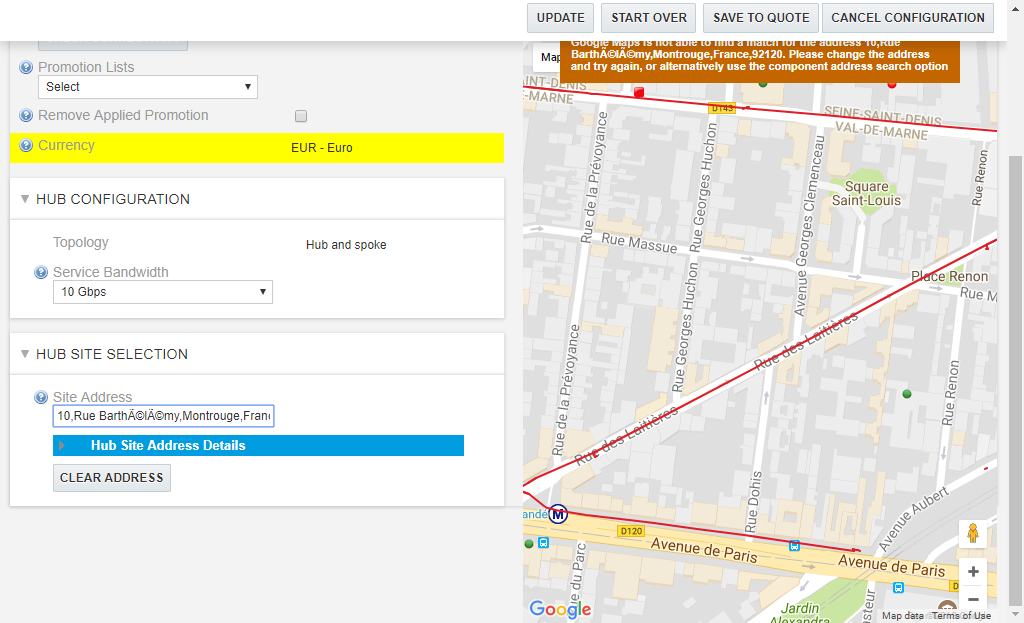 UPDATE
START OVER
SAVE TO QUOTE
CANCEL CONFIGURATION
Promotion Lists
Select
Remove Applied Promotion
Currency
EUR - Euro
HUB CONFIGURATION
Topology
Hub and spoke
Service Bandwidth
10 Gbps
HUB SITE SELECTION
Site Address
10,Rue BarthÃ©lÃ©my,Montrouge,Franc
Hub Site Address Details
CLEAR ADDRESS
Map
Google Maps is not able to find a match for the address 10,Rue
BarthÃ©lÃ©my,Montrouge,France,92120. Please change the address
and try again, or alternatively use the component address search option
INT-DENIS
-MARNE
D143
SEINE-SAINT-DENIS
VAL-DE-MARNE
Rue de la Prévoyance
Rue Georges Huchon
Avenue Georges Clemenceau
Rue Renon
Square
Saint-Louis
Rue Massue
Place Renon
Rue M
Rue Georges Huchon
Rue des Laitières
Rue de la Prévoyance
Rue Renon
Rue des Laitières
Rue Dohis
Avenue Aubert
andé
M
D120
Avenue de Paris
Avenue de Paris
D
e du Parc
Jardin
Alexandra
asteur
Google
Map data
Terms of Use